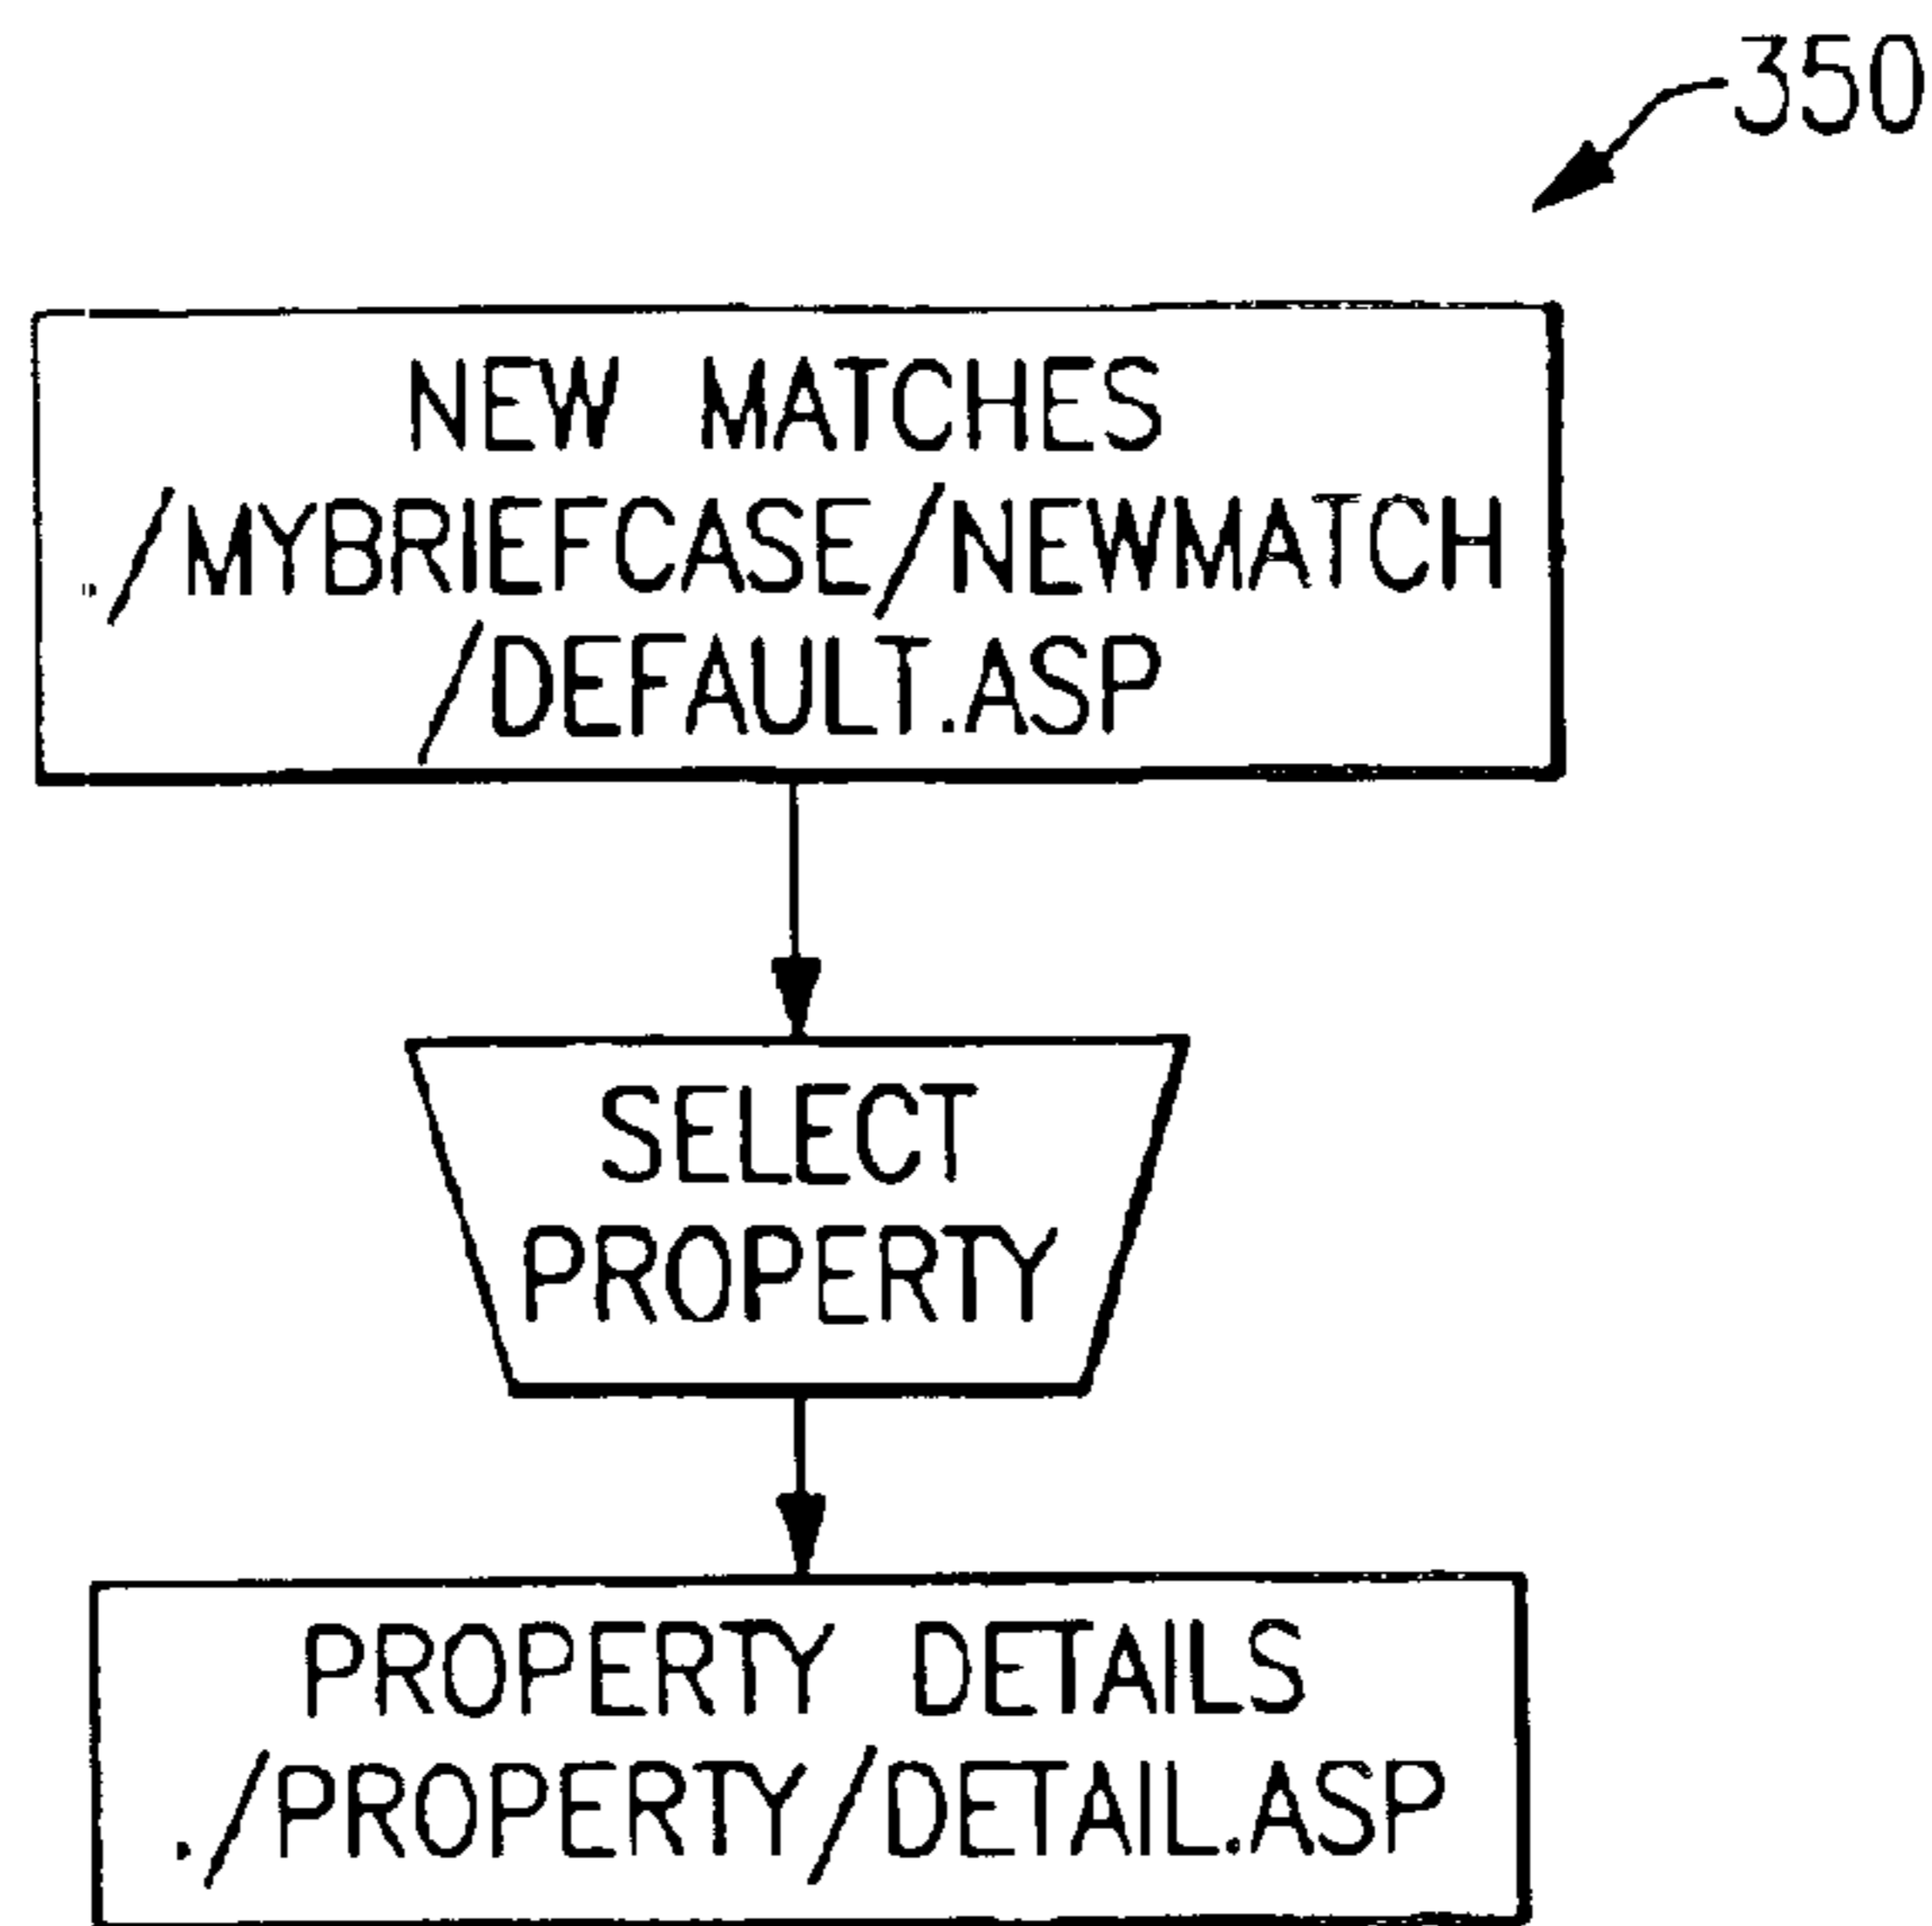 350
NEW MATCHES
./MYBRIEFCASE/NEWMATCH
/DEFAULT.ASP
SELECT
PROPERTY
PROPERTY DETAILS
./PROPERTY/DETAIL.ASP